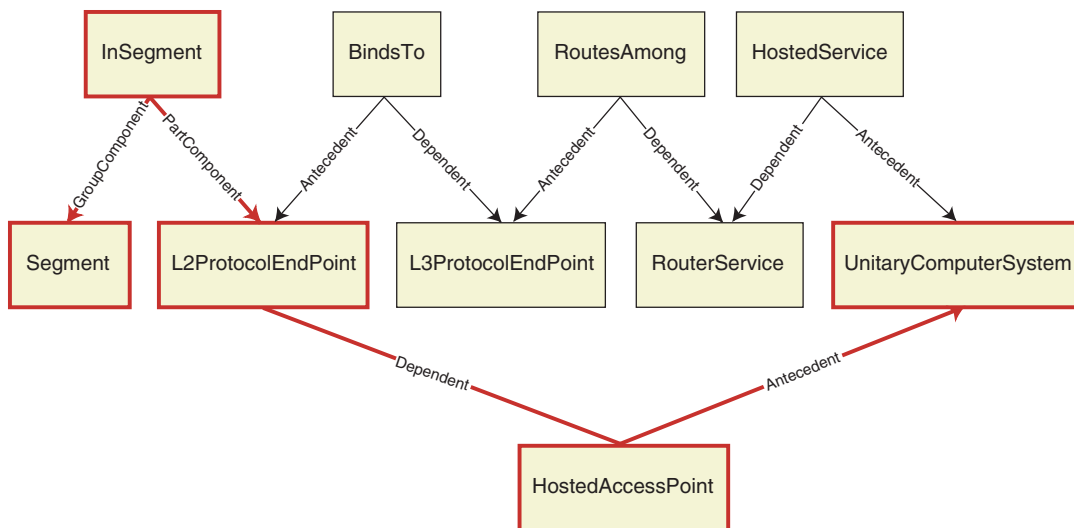 InSegment
BindsTo
RoutesAmong
HostedService
GroupComponent
PartComponent
Antecedent
Dependent
Antecedent
Dependent
Dependent
Antecedent
Segment
L2ProtocolEndPoint
L3ProtocolEndPoint
RouterService
UnitaryComputerSystem
Dependent
Antecedent
HostedAccessPoint